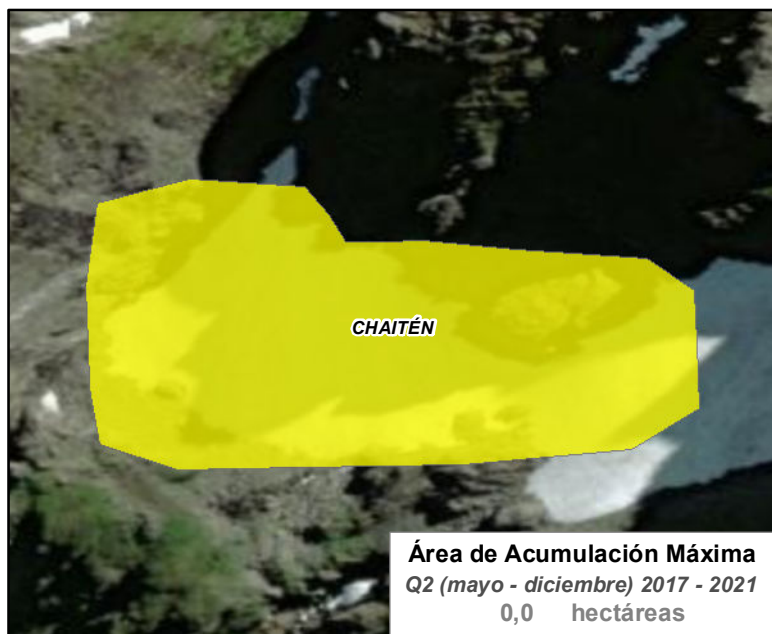 CHAITÉN
Área de Acumulación Máxima
Q2 (mayo - diciembre) 2017 - 2021
0,0 hectáreas